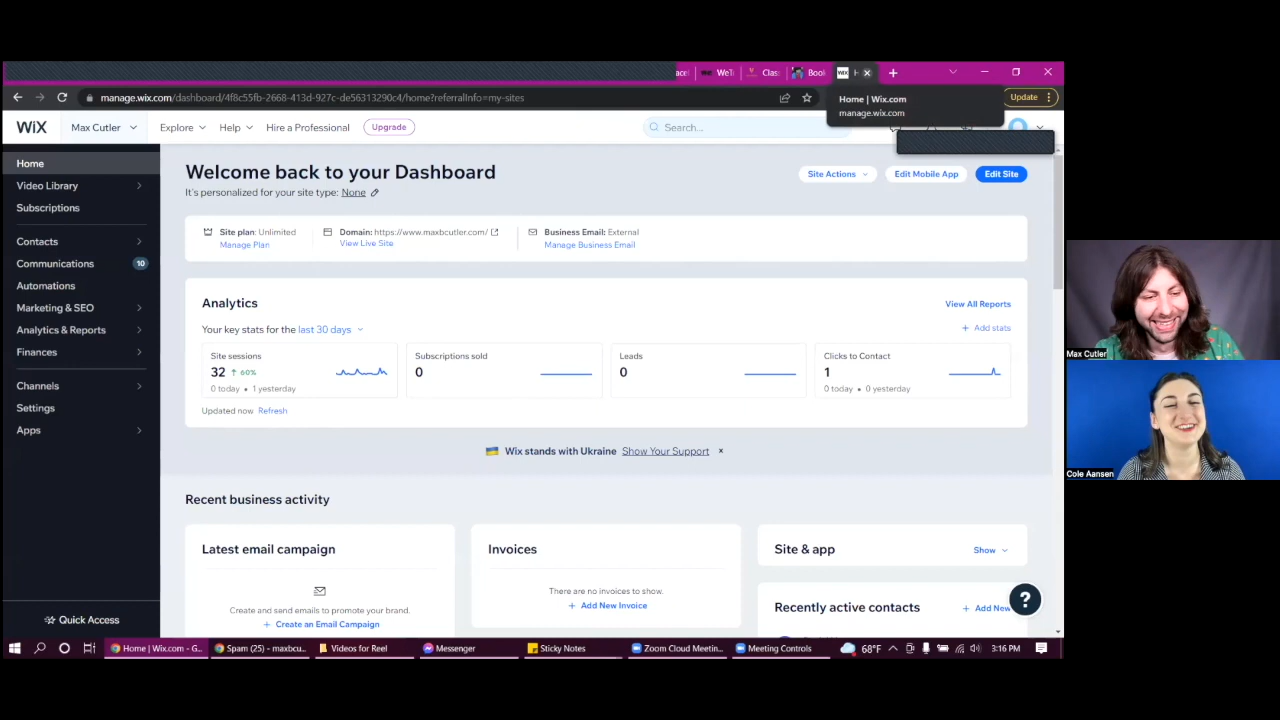 acel
WeTr
Clas
Bool
WiX
H
manage.wix.com/dashboard/4f8c55fb-2668-413d-927c-de56313290c4/home?referralInfo=my-sites
Update
Home | Wix.com
manage.wix.com
WiX
Max Cutler
Explore
Help
Hire a Professional
Upgrade
Search...
Home
Video Library
Subscriptions
Contacts
Communications 10
Automations
Marketing & SEO
Analytics & Reports
Finances
Channels
Settings
Apps
Quick Access
Welcome back to your Dashboard
It's personalized for your site type: None
Site Actions
Edit Mobile App
Edit Site
Site plan: Unlimited
Manage Plan
Domain: https://www.maxbcutler.com/
View Live Site
Business Email: External
Manage Business Email
Analytics
View All Reports
Your key stats for the last 30 days
+ Add stats
Site sessions
32 ↑ 60%
0 today • 1 yesterday
Subscriptions sold
0
Leads
0
Clicks to Contact
1
0 today • 0 yesterday
Updated now Refresh
Wix stands with Ukraine Show Your Support ×
Recent business activity
Latest email campaign
Create and send emails to promote your brand.
+ Create an Email Campaign
Invoices
There are no invoices to show.
+ Add New Invoice
Site & app
Show
Recently active contacts
+ Add New
?
Max Cutler
Cole Aansen
Home | Wix.com - G...
Spam (25) - maxbcu...
Videos for Reel
Messenger
Sticky Notes
Zoom Cloud Meetin...
Meeting Controls
68°F
3:16 PM